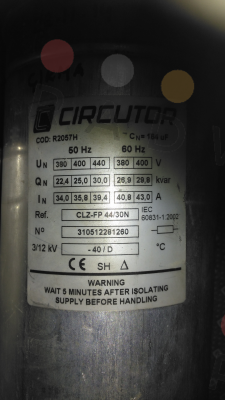 CIRCUTOR
COD: R2057H
50 Hz 60 Hz
UN 380 400 440 380 400 V
QN 22,4 25,0 30,0 26,9 29,8 kvar
IN 34,0 35,8 39,4 40,8 43,0 A
Ref. CLZ-FP 44/30N IEC 60831-1:2002
Nº 310512281260
3/12 kV - 40 / D °C
CE SH Δ
WARNING
WAIT 5 MINUTES AFTER ISOLATING
SUPPLY BEFORE HANDLING